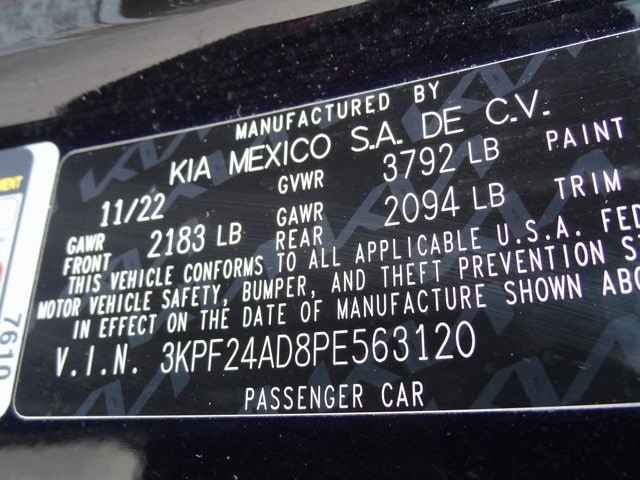 MANUFACTURED BY
KIA MEXICO S.A. DE C.V.
11/22 GVWR 3792 LB PAINT
GAWR FRONT 2183 LB GAWR REAR 2094 LB TRIM
THIS VEHICLE CONFORMS TO ALL APPLICABLE U.S.A. FED
MOTOR VEHICLE SAFETY, BUMPER, AND THEFT PREVENTION S
IN EFFECT ON THE DATE OF MANUFACTURE SHOWN ABO
V.I.N. 3KPF24AD8PE563120
PASSENGER CAR
7610